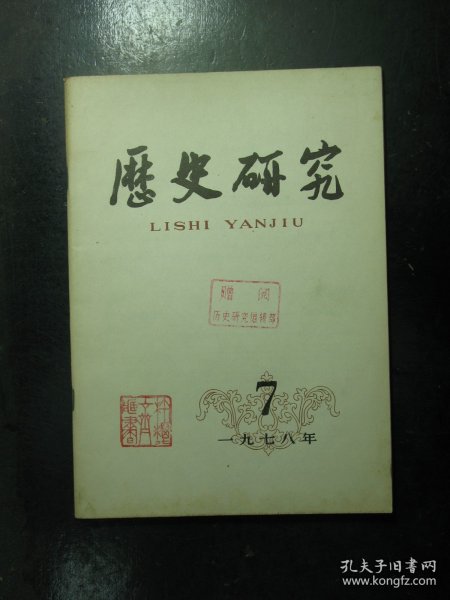 歷史研究
LISHI YANJIU
赠阅
历史研究编辑部
7
一九七八年
孔夫子旧书网
www.kongfz.com